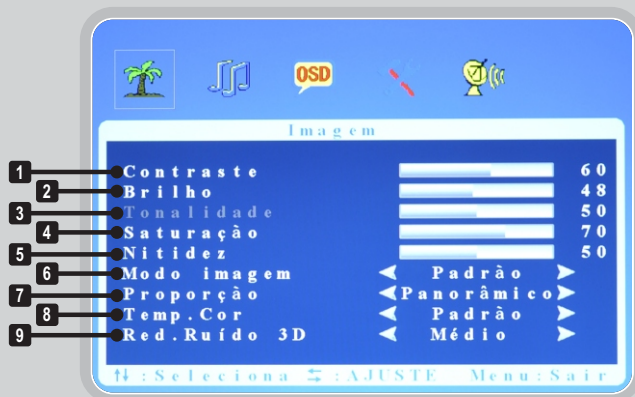 OSD
Imagem
1 Contraste 60
2 Brilho 48
3 Tonalidade 50
4 Saturação 70
5 Nitidez 50
6 Modo imagem Padrão
7 Proporção Panorâmico
8 Temp.Cor Padrão
9 Red.Ruído 3D Médio
:Seleciona :AJUSTE Menu:Sair